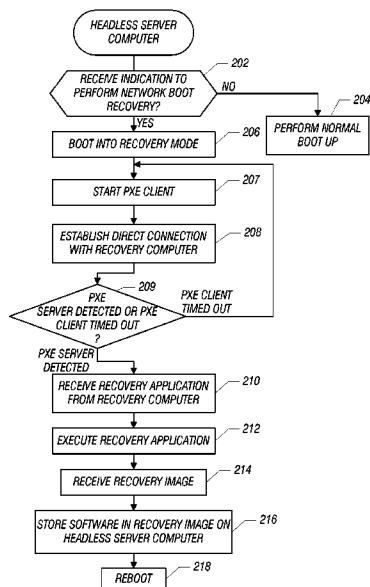 HEADLESS SERVER
COMPUTER
202
RECEIVE INDICATION TO
PERFORM NETWORK BOOT
RECOVERY?
NO
204
PERFORM NORMAL
BOOT UP
YES
206
BOOT INTO RECOVERY MODE
207
START PXE CLIENT
208
ESTABLISH DIRECT CONNECTION
WITH RECOVERY COMPUTER
209
PXE
SERVER DETECTED OR PXE
CLIENT TIMED OUT
?
PXE CLIENT
TIMED OUT
PXE SERVER
DETECTED
210
RECEIVE RECOVERY APPLICATION
FROM RECOVERY COMPUTER
212
EXECUTE RECOVERY APPLICATION
214
RECEIVE RECOVERY IMAGE
216
STORE SOFTWARE IN RECOVERY IMAGE ON
HEADLESS SERVER COMPUTER
218
REBOOT